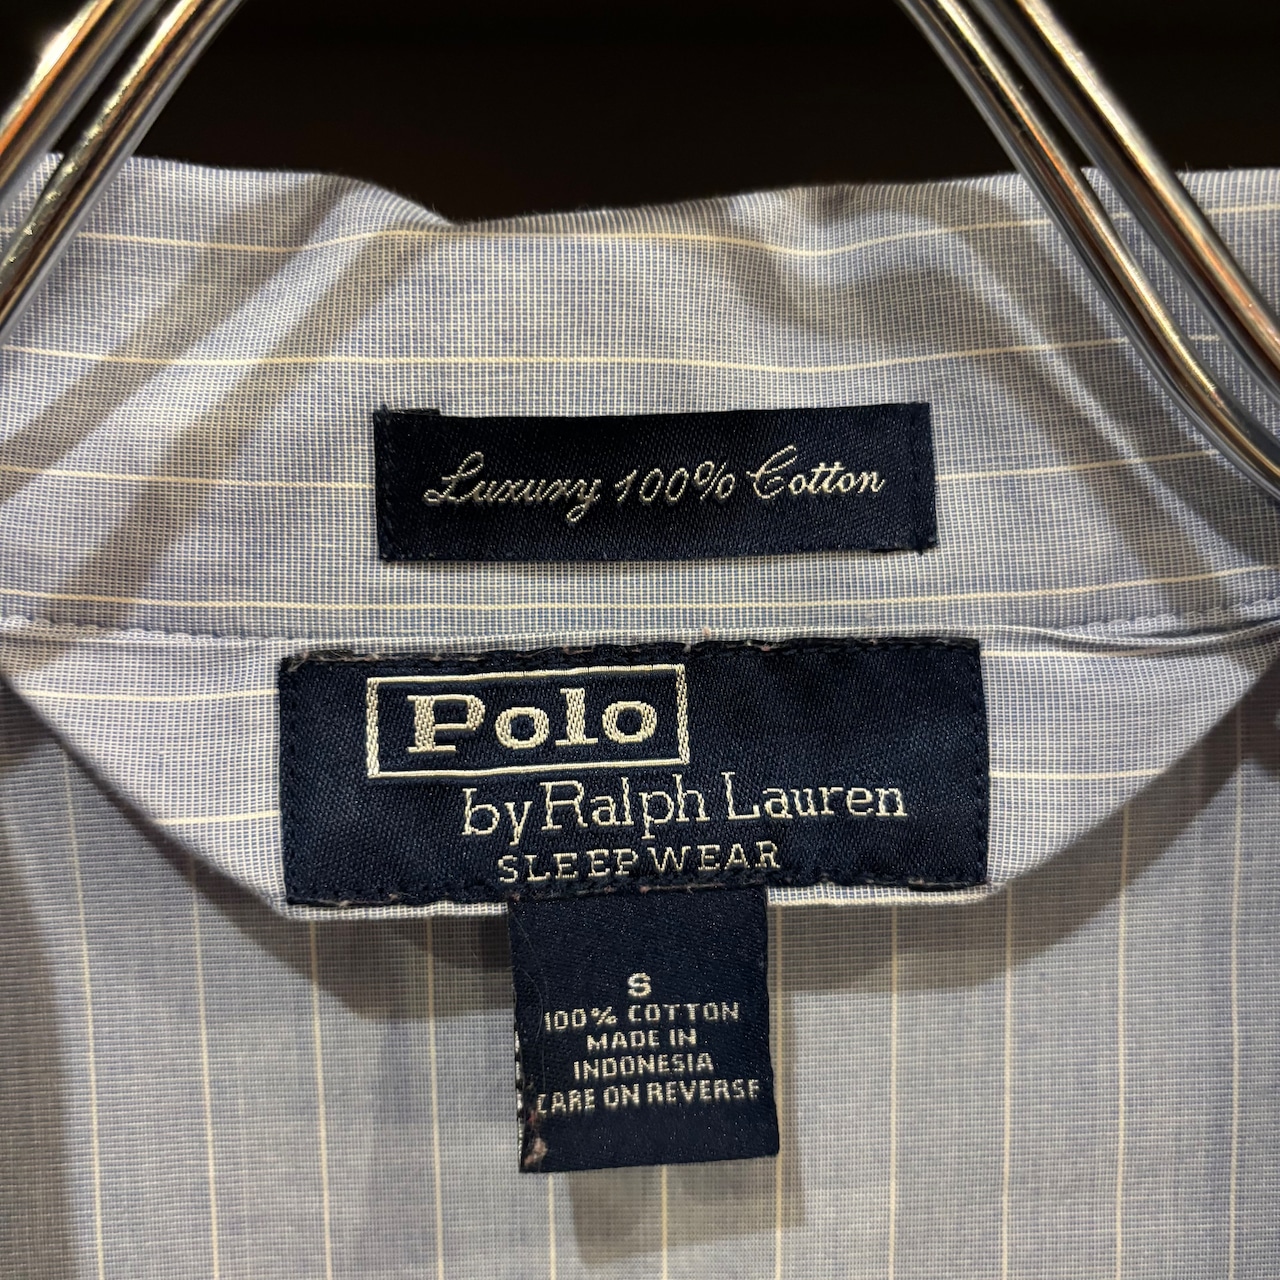 Luxury 100% Cotton
Polo
by Ralph Lauren
SLEEPWEAR
S
100% COTTON
MADE IN
INDONESIA
CARE ON REVERSE